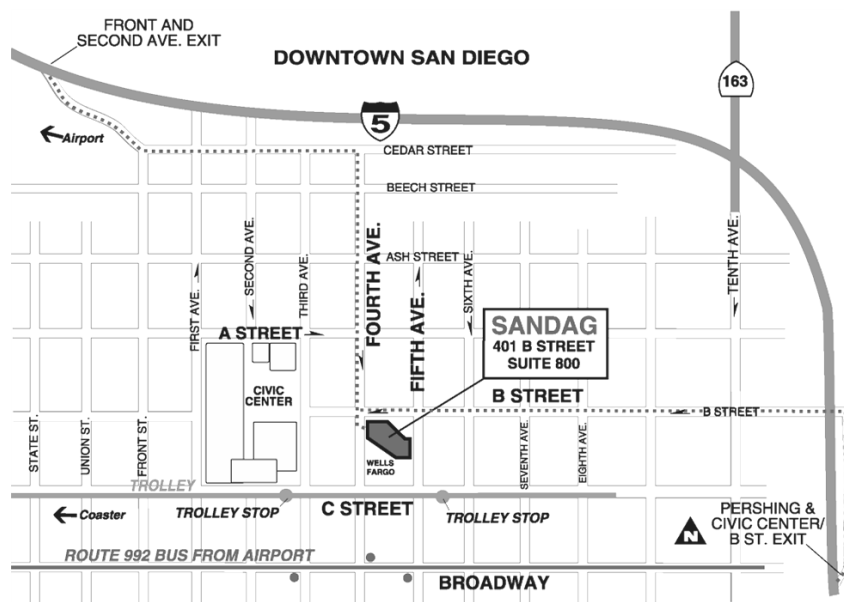 FRONT AND
SECOND AVE. EXIT
DOWNTOWN SAN DIEGO
163
5
Airport
CEDAR STREET
BEECH STREET
ASH STREET
FIRST AVE.
SECOND AVE.
THIRD AVE.
FOURTH AVE.
FIFTH AVE.
SIXTH AVE.
TENTH AVE.
A STREET
SANDAG
401 B STREET
SUITE 800
CIVIC
CENTER
B STREET
B STREET
STATE ST.
UNION ST.
FRONT ST.
SEVENTH AVE.
EIGHTH AVE.
WELLS
FARGO
TROLLEY
Coaster
TROLLEY STOP
C STREET
TROLLEY STOP
N
PERSHING &
CIVIC CENTER/
B ST. EXIT
ROUTE 992 BUS FROM AIRPORT
BROADWAY